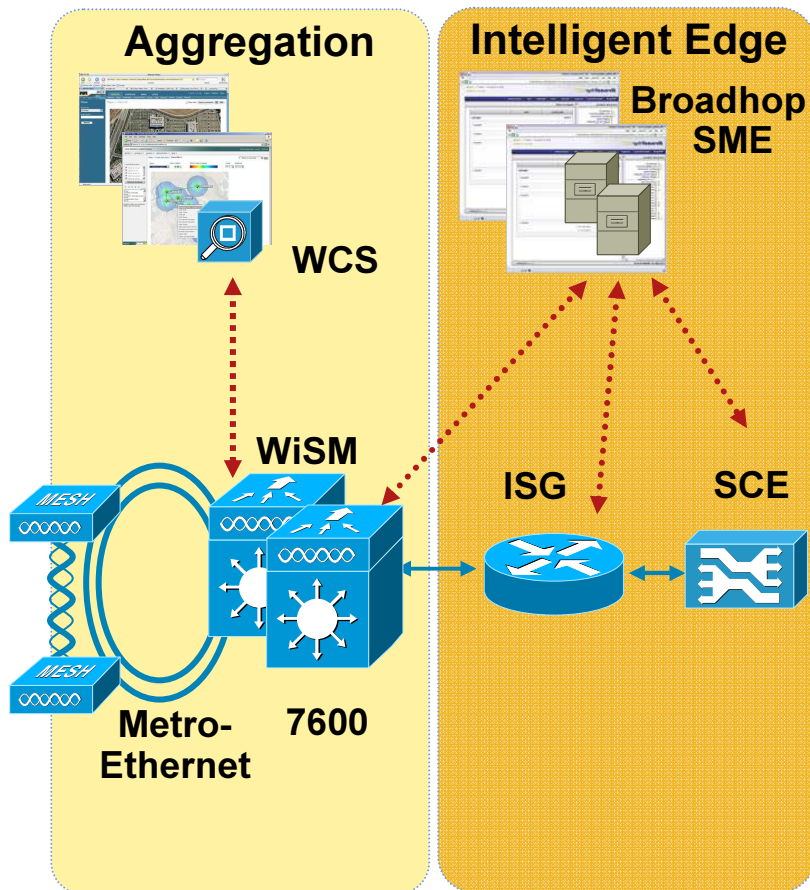 Aggregation
Intelligent Edge
Broadhop
SME
WCS
WiSM
ISG
SCE
MESH
MESH
Metro-
Ethernet
7600